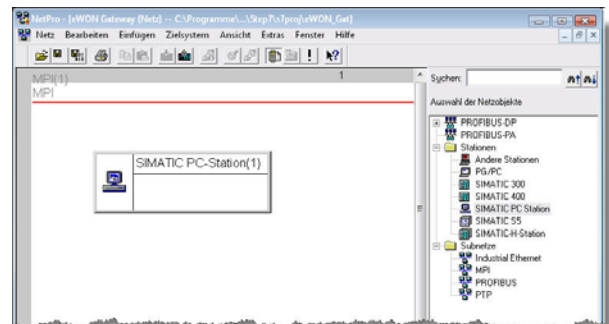 NetPro - [eWON Gateway (Netz) -- C:\Programme\...\Step7\s7proj\eWON_Gat]
Netz Bearbeiten Einfügen Zielsystem Ansicht Extras Fenster Hilfe
MPI(1)
MPI
1
SIMATIC PC-Station(1)
Suchen:
Auswahl der Netzobjekte
PROFIBUS-DP
PROFIBUS-PA
Stationen
Andere Stationen
PG/PC
SIMATIC 300
SIMATIC 400
SIMATIC PC Station
SIMATIC S5
SIMATIC-H-Station
Subnetze
Industrial Ethernet
MPI
PROFIBUS
PTP